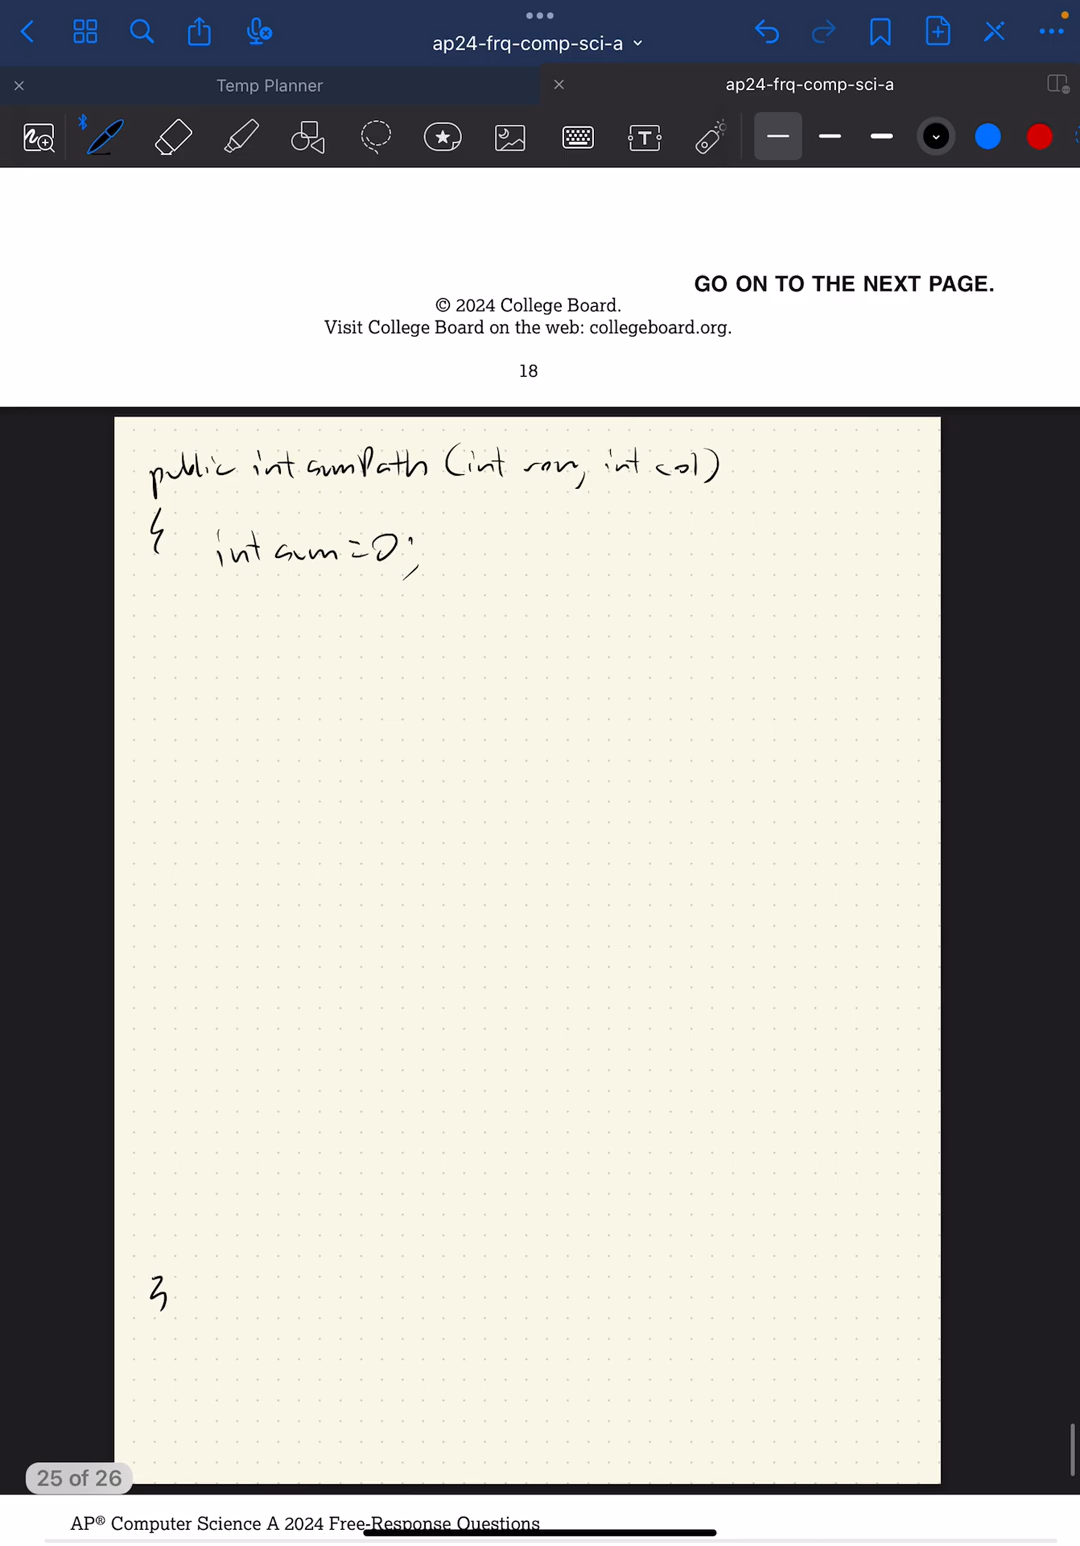 ap24-frq-comp-sci-a
Temp Planner
ap24-frq-comp-sci-a
T
GO ON TO THE NEXT PAGE.
© 2024 College Board.
Visit College Board on the web: collegeboard.org.
18
public int sumPath (int row, int col)
{ int sum = 0;
}
25 of 26
AP® Computer Science A 2024 Free-Response Questions